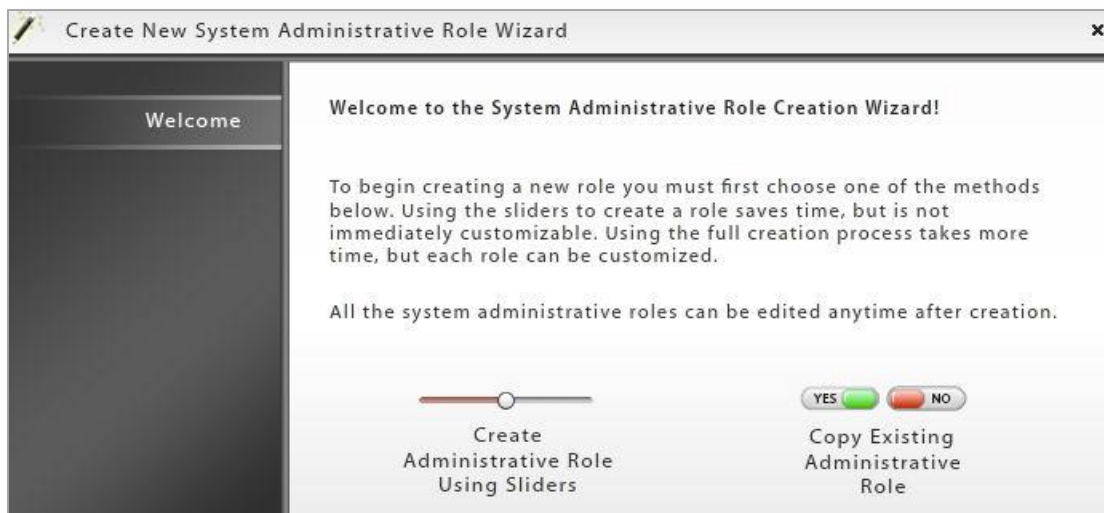 Create New System Administrative Role Wizard
Welcome
Welcome to the System Administrative Role Creation Wizard!
To begin creating a new role you must first choose one of the methods
below. Using the sliders to create a role saves time, but is not
immediately customizable. Using the full creation process takes more
time, but each role can be customized.
All the system administrative roles can be edited anytime after creation.
YES NO
Create
Administrative Role
Using Sliders
Copy Existing
Administrative
Role